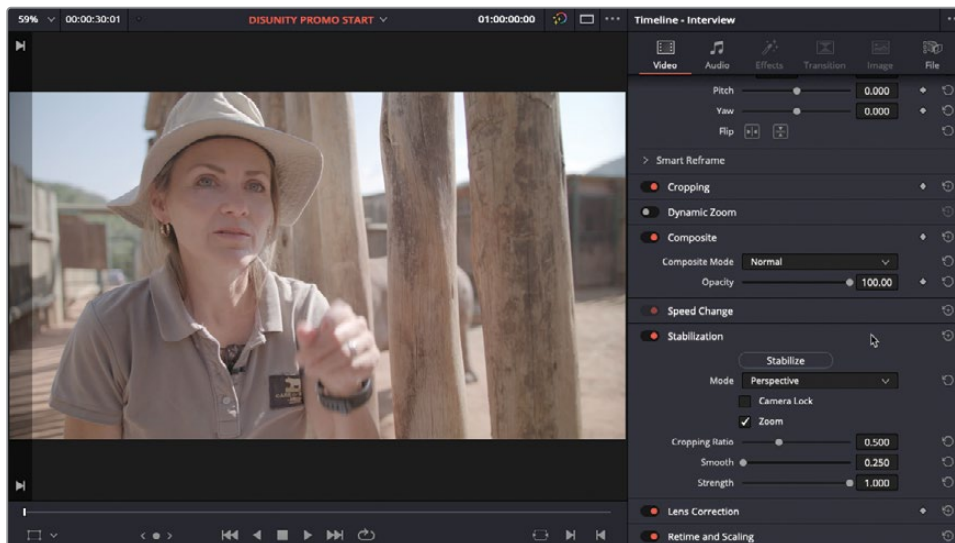 59% 00:00:30:01 DISUNITY PROMO START 01:00:00:00
Timeline - Interview
Video Audio Effects Transition Image File
Pitch 0.000
Yaw 0.000
Flip
Smart Reframe
Cropping
Dynamic Zoom
Composite
Composite Mode Normal
Opacity 100.00
Speed Change
Stabilization
Stabilize
Mode Perspective
Camera Lock
Zoom
Cropping Ratio 0.500
Smooth 0.250
Strength 1.000
Lens Correction
Retime and Scaling